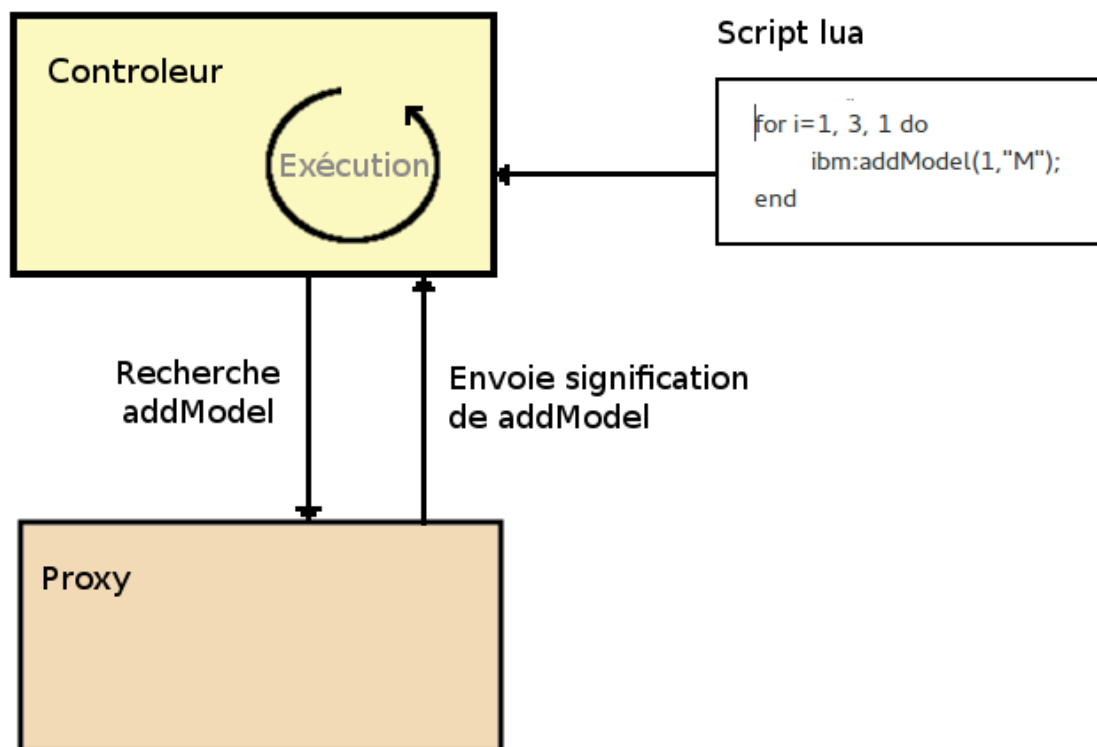 Controleur
Exécution
Script lua
for i=1, 3, 1 do
ibm:addModel(1,"M");
end
Recherche
addModel
Envoie signification
de addModel
Proxy